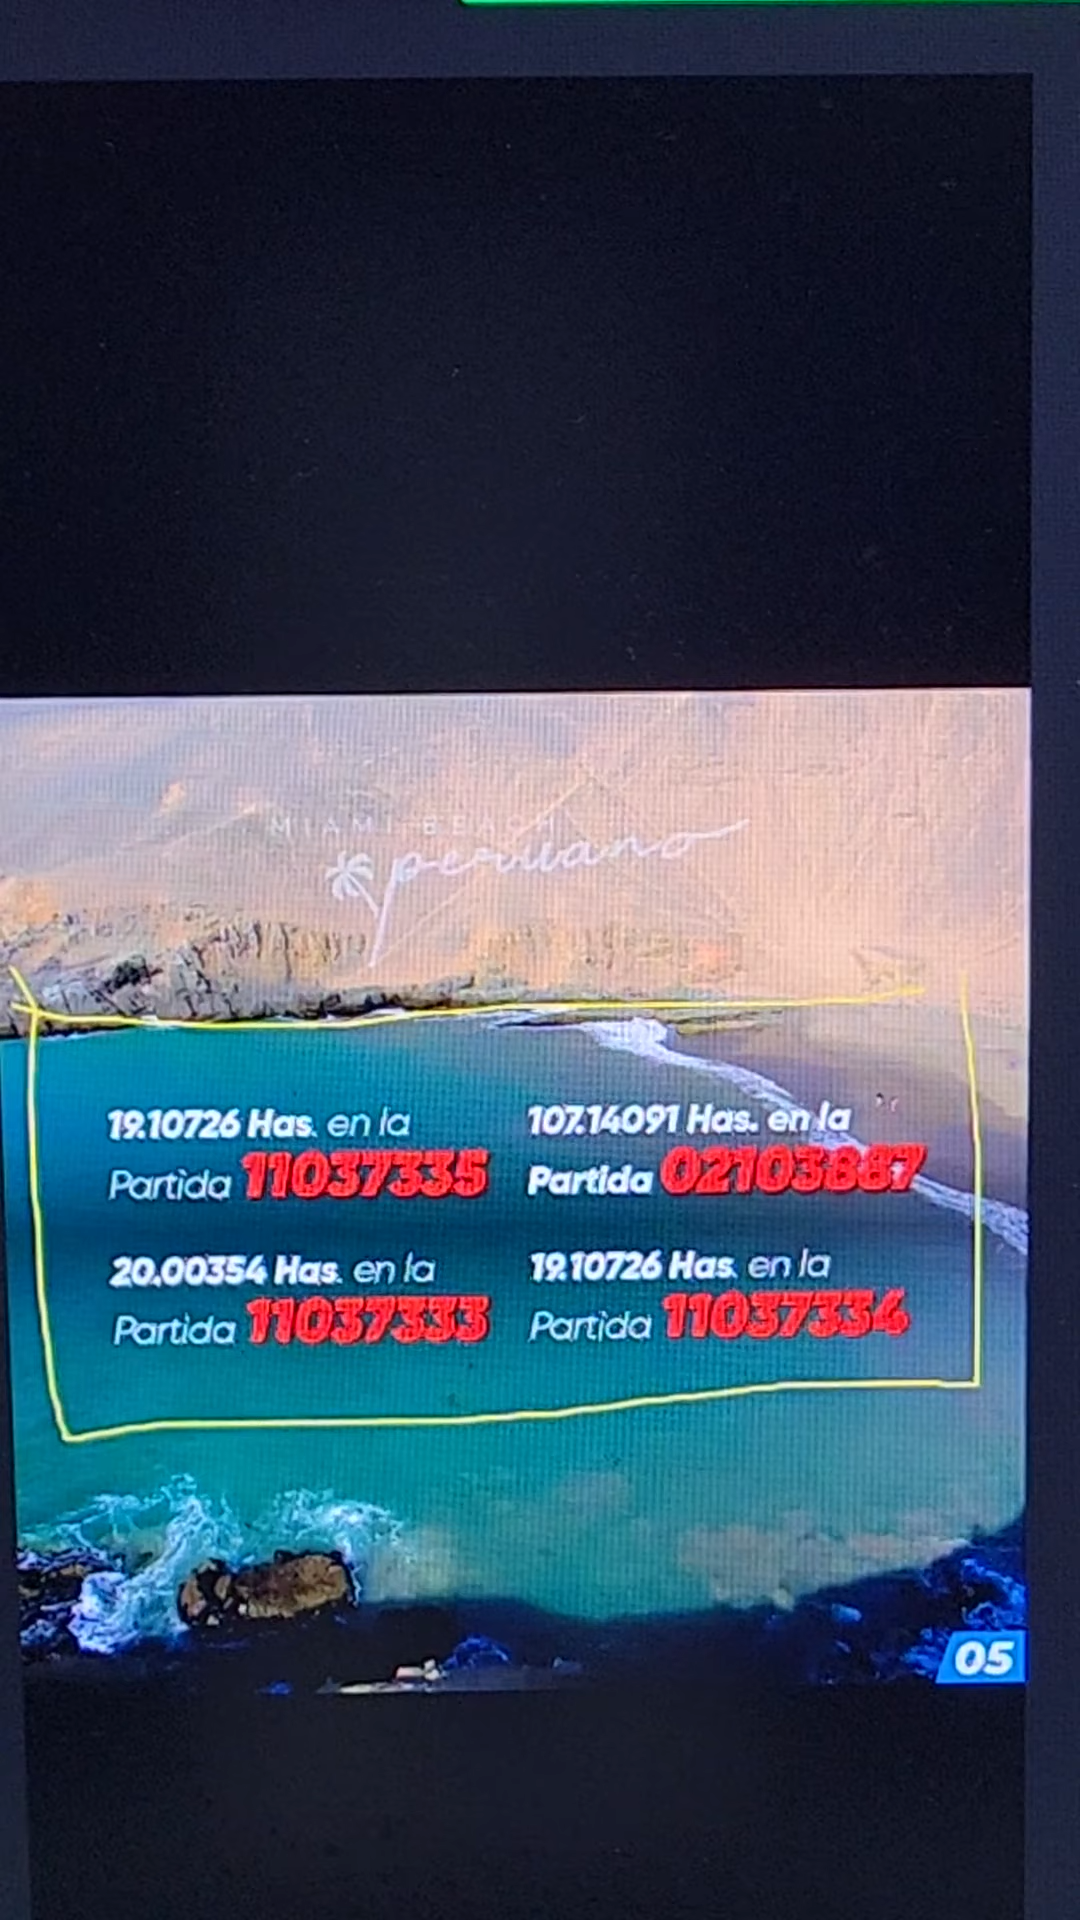 MIAMI BEACH
peruano
19.10726 Has. en la
Partida 11037335
107.14091 Has. en la
Partida 02103887
20.00354 Has. en la
Partida 11037333
19.10726 Has. en la
Partida 11037334
05